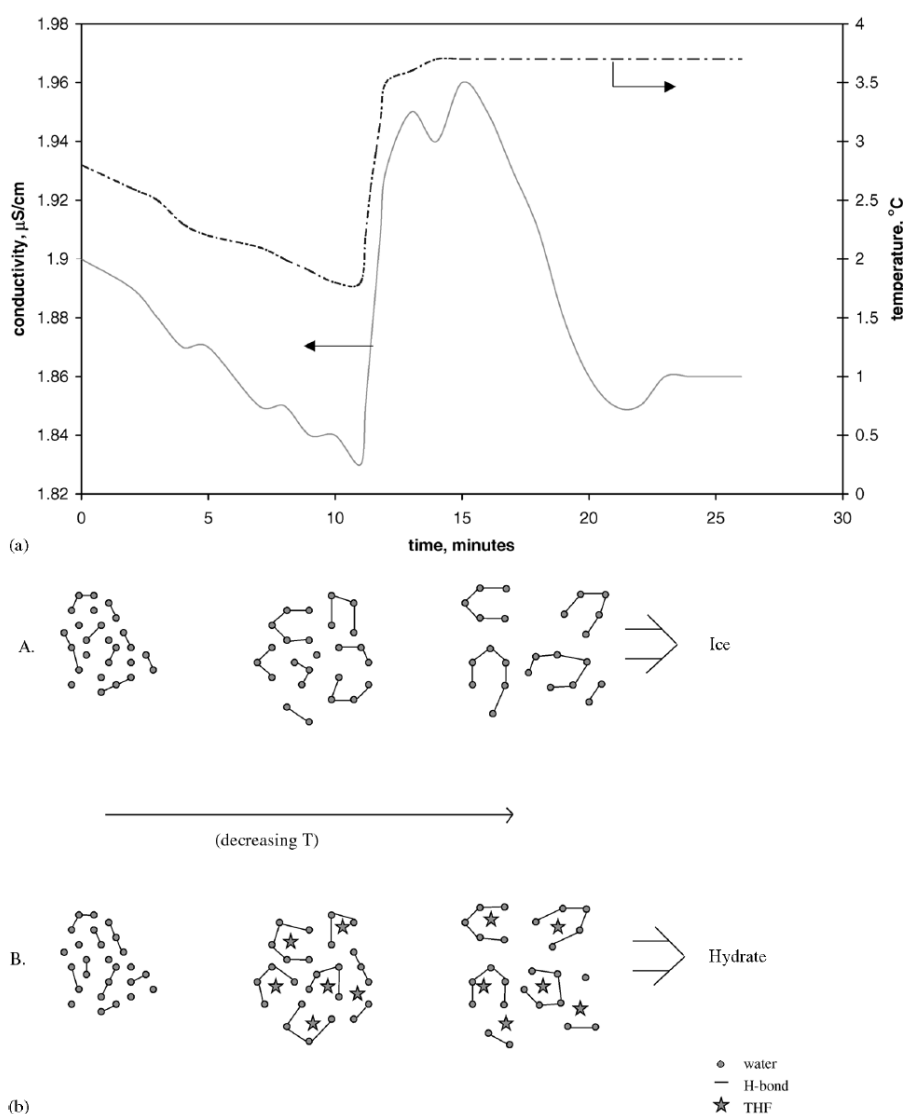 1.98
1.96
1.94
1.92
1.9
1.88
1.86
1.84
1.82
conductivity, µS/cm
4
3.5
3
2.5
2
1.5
1
0.5
0
temperature, °C
0 5 10 15 20 25 30
time, minutes
(a)
A.
Ice
(decreasing T)
B.
Hydrate
water
H-bond
THF
(b)